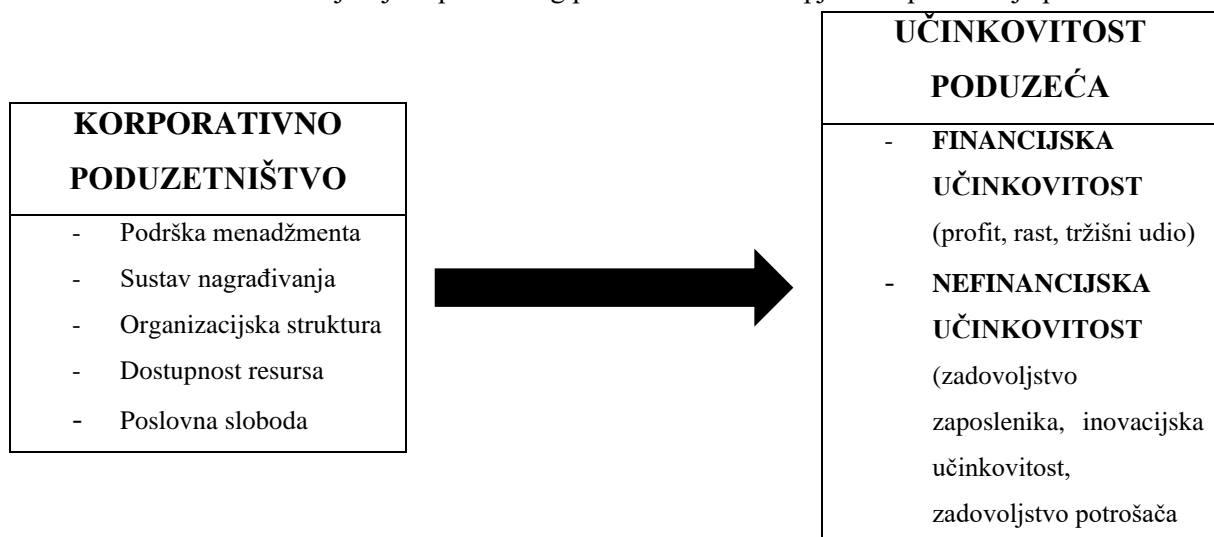 KORPORATIVNO
PODUZETNIŠTVO
- Podrška menadžmenta
- Sustav nagrađivanja
- Organizacijska struktura
- Dostupnost resursa
- Poslovna sloboda
UČINKOVITOST
PODUZEĆA
- FINANCIJSKA
UČINKOVITOST
(profit, rast, tržišni udio)
- NEFINANCIJSKA
UČINKOVITOST
(zadovoljstvo
zaposlenika, inovacijska
učinkovitost,
zadovoljstvo potrošača